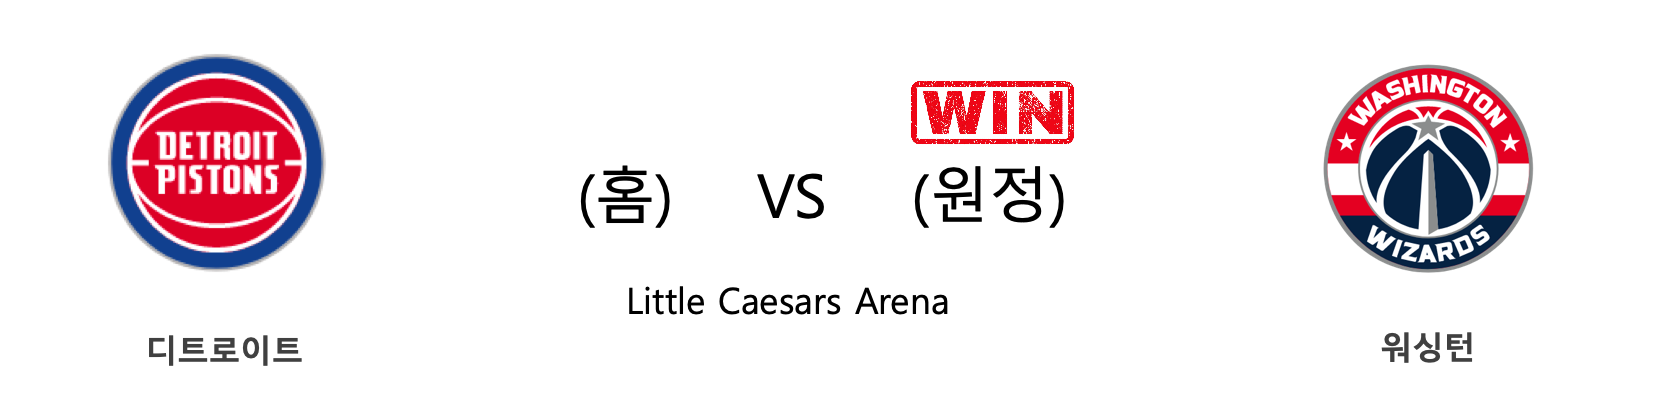 DETROIT
PISTONS
WIN
WASHINGTON
WIZARDS
(홈) VS (원정)
Little Caesars Arena
디트로이트
워싱턴